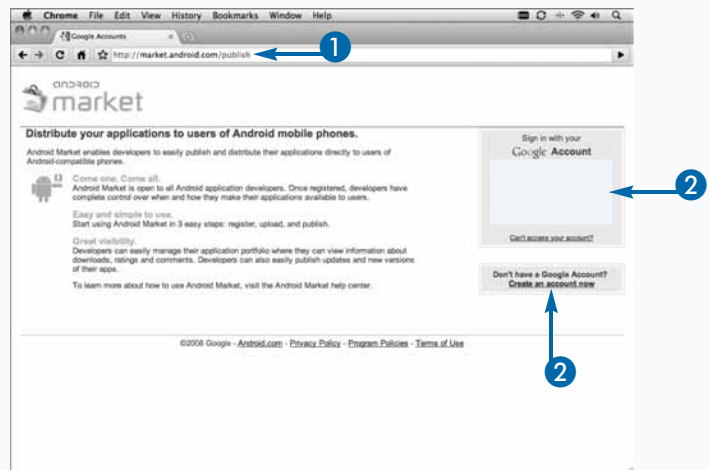 Chrome File Edit View History Bookmarks Window Help
Google Accounts
http://market.android.com/publish
1
android
market
Distribute your applications to users of Android mobile phones.
Android Market enables developers to easily publish and distribute their applications directly to users of
Android-compatible phones.
Come one. Come all.
Android Market is open to all Android application developers. Once registered, developers have
complete control over when and how they make their applications available to users.
Easy and simple to use.
Start using Android Market in 3 easy steps: register, upload, and publish.
Great visibility.
Developers can easily manage their application portfolio where they can view information about
downloads, ratings and comments. Developers can also easily publish updates and new versions
of their apps.
To learn more about how to use Android Market, visit the Android Market help center.
Sign in with your
Google Account
2
Can't access your account?
Don't have a Google Account?
Create an account now
2
©2008 Google - Android.com - Privacy Policy - Program Policies - Terms of Use